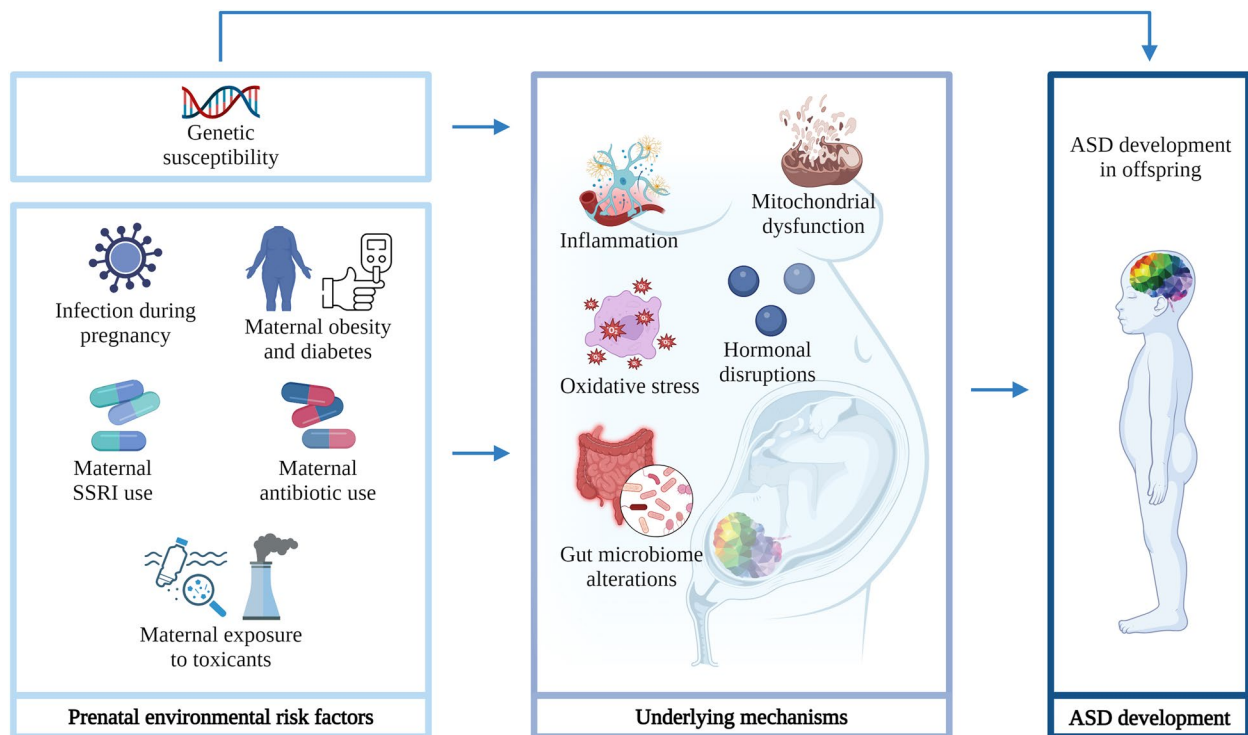 Genetic
susceptibility
Infection during
pregnancy
Maternal obesity
and diabetes
Maternal
SSRI use
Maternal
antibiotic use
Maternal exposure
to toxicants
Prenatal environmental risk factors
Inflammation
Mitochondrial
dysfunction
Oxidative stress
Hormonal
disruptions
Gut microbiome
alterations
Underlying mechanisms
ASD development
in offspring
ASD development